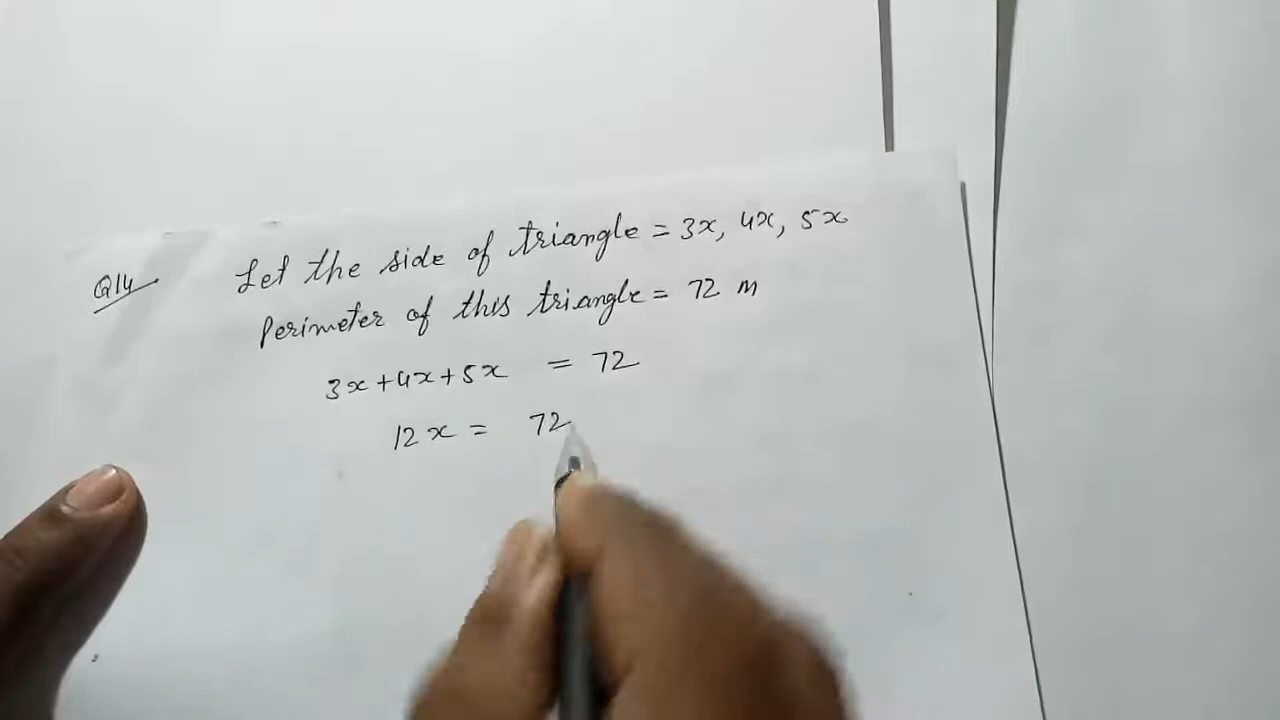 Q14 Let the side of triangle = 3x, 4x, 5x
Perimeter of this triangle = 72 m
3x+4x+5x = 72
12x = 72